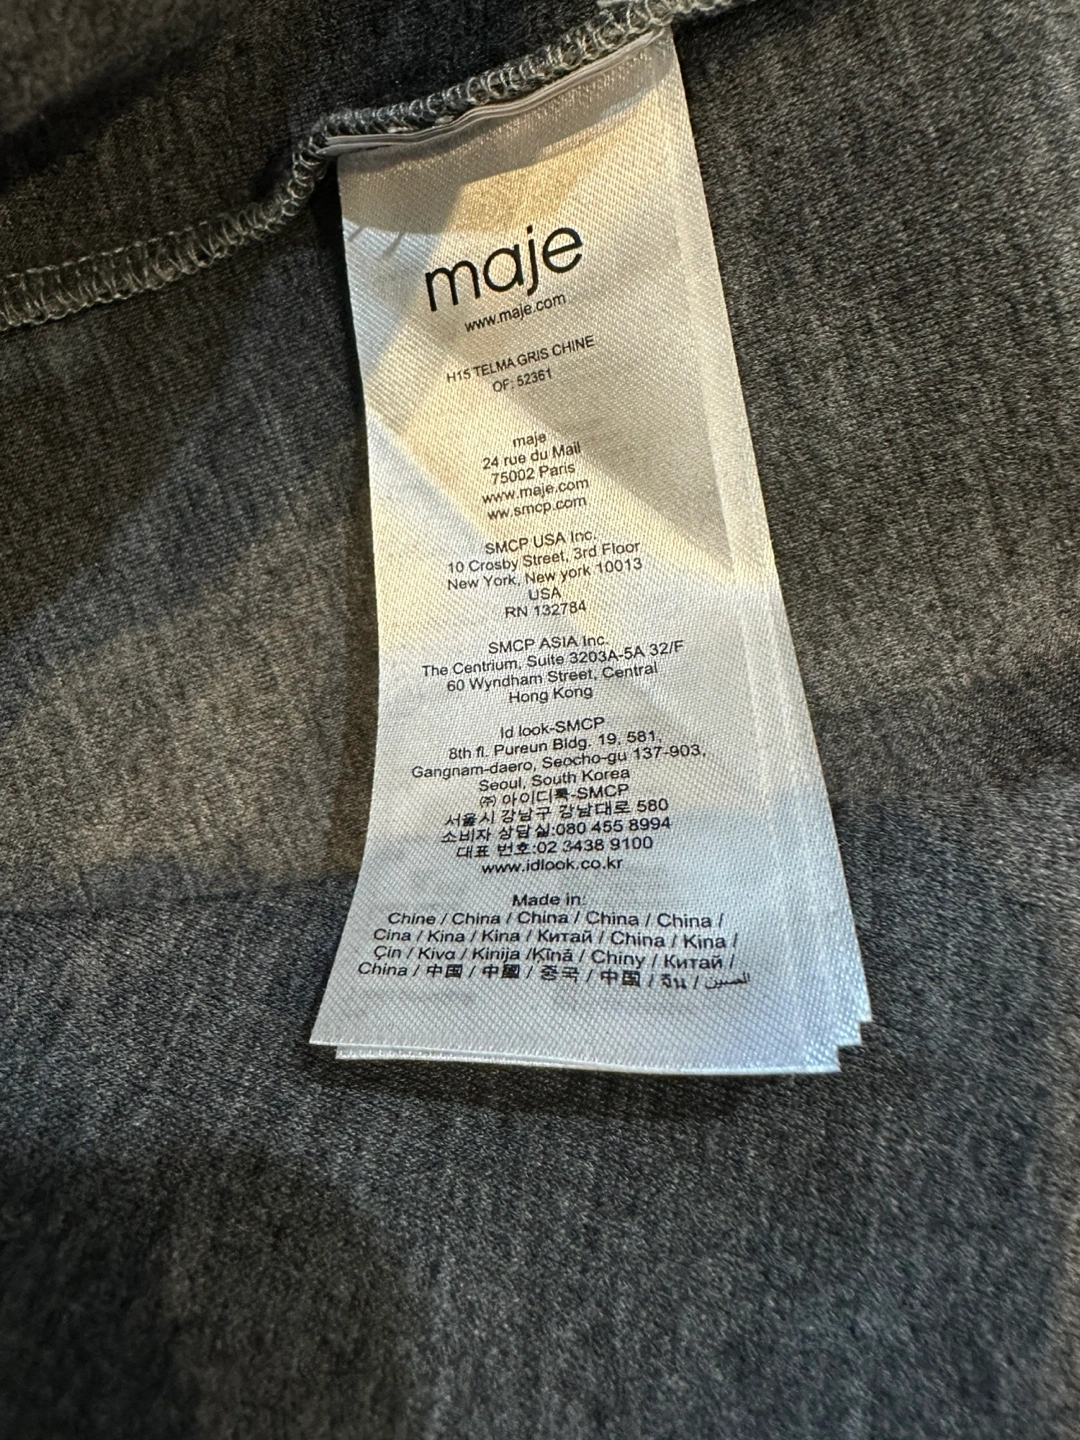 maje
www.maje.com
H15 TELMA GRIS CHINE
OF: 52361
maje
24 rue du Mail
75002 Paris
www.maje.com
ww.smcp.com
SMCP USA Inc.
10 Crosby Street, 3rd Floor
New York, New york 10013
USA
RN 132784
SMCP ASIA Inc.
The Centrium, Suite 3203A-5A 32/F
60 Wyndham Street, Central
Hong Kong
Id look-SMCP
8th fl. Pureun Bldg. 19, 581,
Gangnam-daero, Seocho-gu 137-903,
Seoul, South Korea
㈜ 아이디룩-SMCP
서울시 강남구 강남대로 580
소비자 상담실:080 455 8994
대표 번호:02 3438 9100
www.idlook.co.kr
Made in:
Chine / China / China / China / China /
Cina / Kina / Kina / Китай / China / Kina /
Çin / Κίνα / Kinija /Ķīnā / Chiny / Китай /
China / 中国 / 中國 / 중국 / 中国 / จีน / الصين